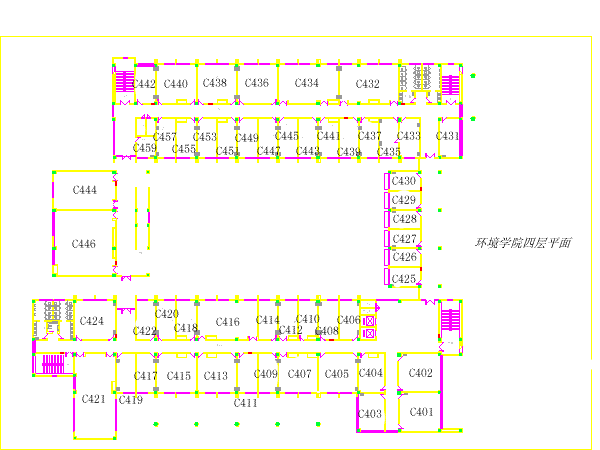 C442 C440 C438 C436 C434 C432
C457 C453 C449 C445 C441 C437 C433 C431
C459 C455 C451 C447 C443 C439 C435
C444
C430
C429
C428
C446
C427
环境学院四层平面
C426
C425
C424 C422 C420 C418 C416 C414 C412 C410 C408 C406
C417 C415 C413 C409 C407 C405 C404 C402
C421 C419 C411 C403 C401